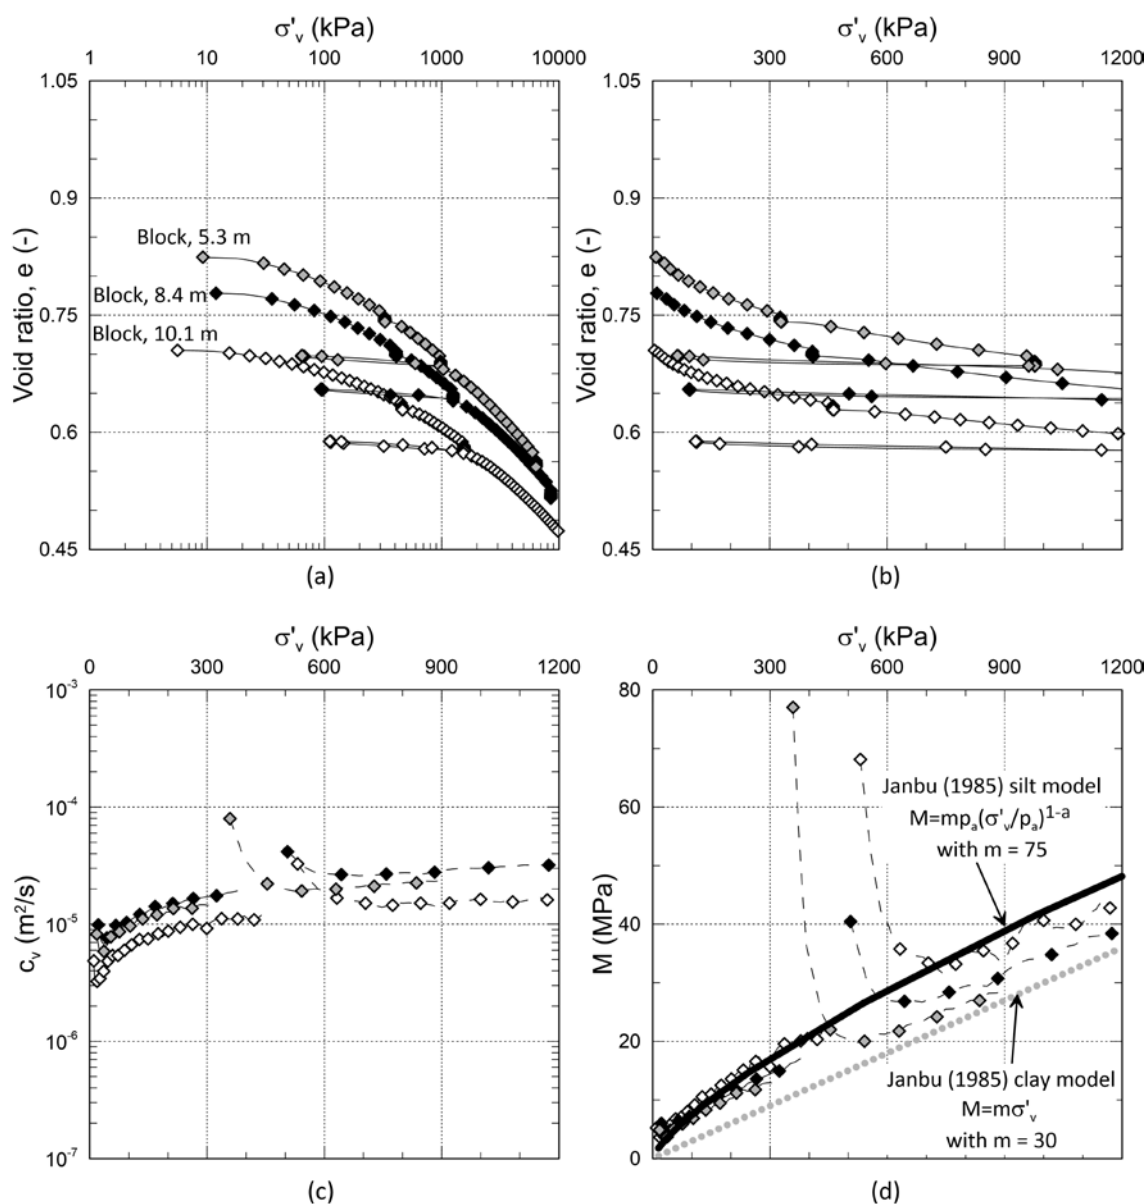 σ'v (kPa)
1 10 100 1000 10000
1.05
0.9
0.75
0.6
0.45
Void ratio, e (-)
Block, 5.3 m
Block, 8.4 m
Block, 10.1 m
(a)
σ'v (kPa)
300 600 900 1200
1.05
0.9
0.75
0.6
0.45
Void ratio, e (-)
(b)
σ'v (kPa)
0 300 600 900 1200
10-3
10-4
10-5
10-6
10-7
cv (m2/s)
(c)
σ'v (kPa)
0 300 600 900 1200
80
60
40
20
0
M (MPa)
Janbu (1985) silt model
M=mpa(σ'v/pa)1-a
with m = 75
Janbu (1985) clay model
M=mσ'v
with m = 30
(d)